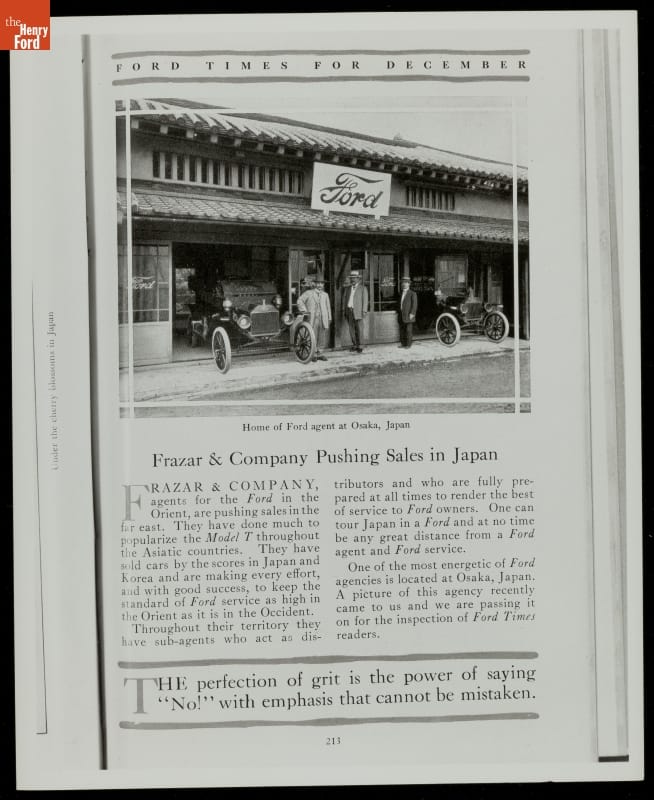 the
Henry
Ford
FORD TIMES FOR DECEMBER
Ford
Ford
Home of Ford agent at Osaka, Japan
Frazar & Company Pushing Sales in Japan
FRAZAR & COMPANY,
agents for the Ford in the
Orient, are pushing sales in the
far east. They have done much to
popularize the Model T throughout
the Asiatic countries. They have
sold cars by the scores in Japan and
Korea and are making every effort,
and with good success, to keep the
standard of Ford service as high in
the Orient as it is in the Occident.
Throughout their territory they
have sub-agents who act as dis-
tributors and who are fully pre-
pared at all times to render the best
of service to Ford owners. One can
tour Japan in a Ford and at no time
be any great distance from a Ford
agent and Ford service.
One of the most energetic of Ford
agencies is located at Osaka, Japan.
A picture of this agency recently
came to us and we are passing it
on for the inspection of Ford Times
readers.
THE perfection of grit is the power of saying
"No!" with emphasis that cannot be mistaken.
213
Under the cherry blossoms in Japan